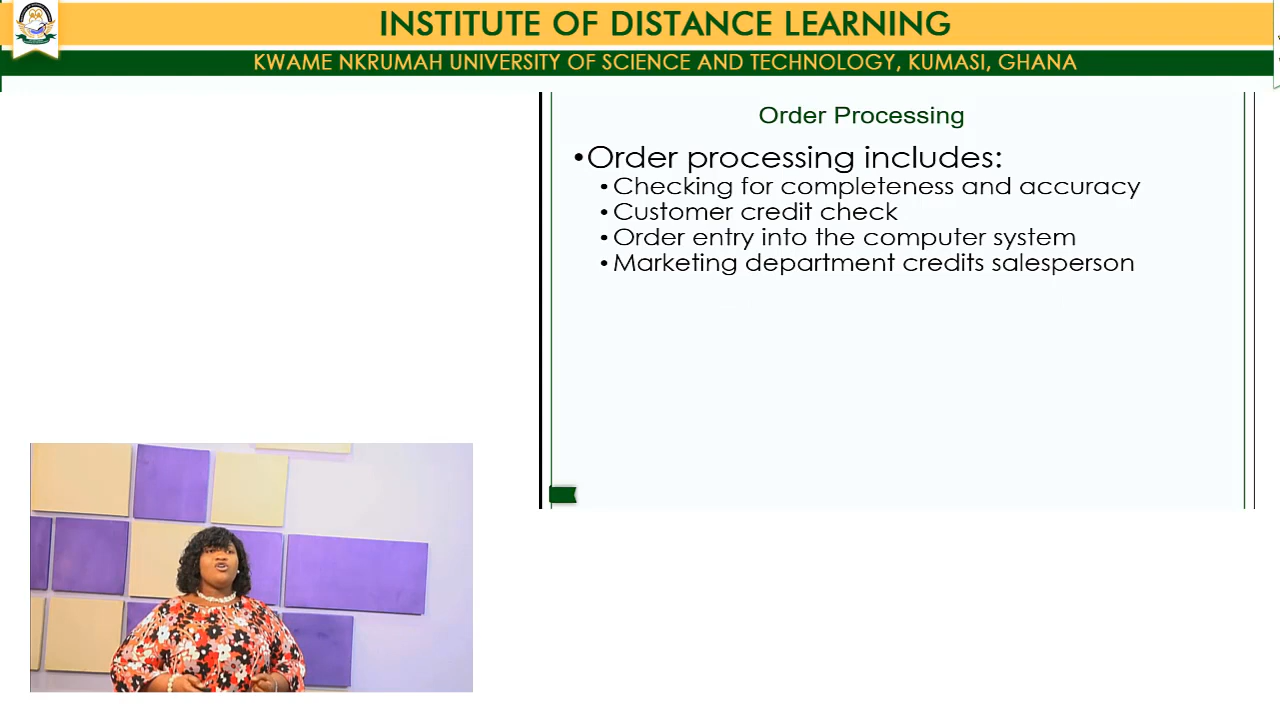 INSTITUTE OF DISTANCE LEARNING
KWAME NKRUMAH UNIVERSITY OF SCIENCE AND TECHNOLOGY, KUMASI, GHANA
Order Processing
•Order processing includes:
• Checking for completeness and accuracy
• Customer credit check
• Order entry into the computer system
• Marketing department credits salesperson